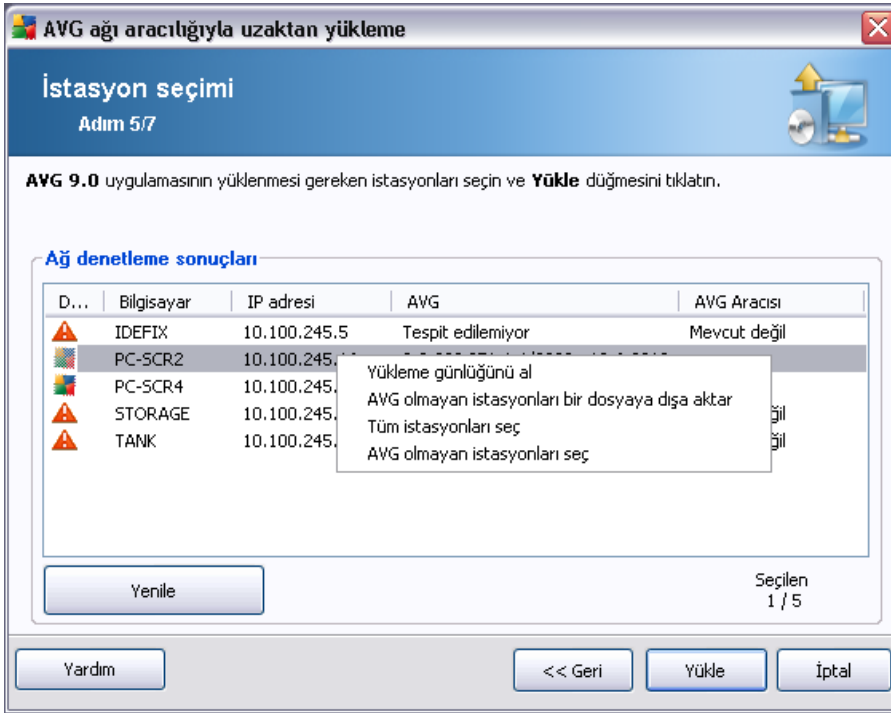 AVG ağı aracılığıyla uzaktan yükleme
İstasyon seçimi
Adım 5/7
AVG 9.0 uygulamasının yüklenmesi gereken istasyonları seçin ve Yükle düğmesini tıklatın.
Ağ denetleme sonuçları
D... Bilgisayar IP adresi AVG AVG Aracısı
IDEFIX 10.100.245.5 Tespit edilemiyor Mevcut değil
PC-SCR2 10.100.245.
PC-SCR4 10.100.245.
STORAGE 10.100.245.
TANK 10.100.245.
Yükleme günlüğünü al
AVG olmayan istasyonları bir dosyaya dışa aktar
Tüm istasyonları seç
AVG olmayan istasyonları seç
Yenile
Seçilen
1 / 5
Yardım << Geri Yükle İptal